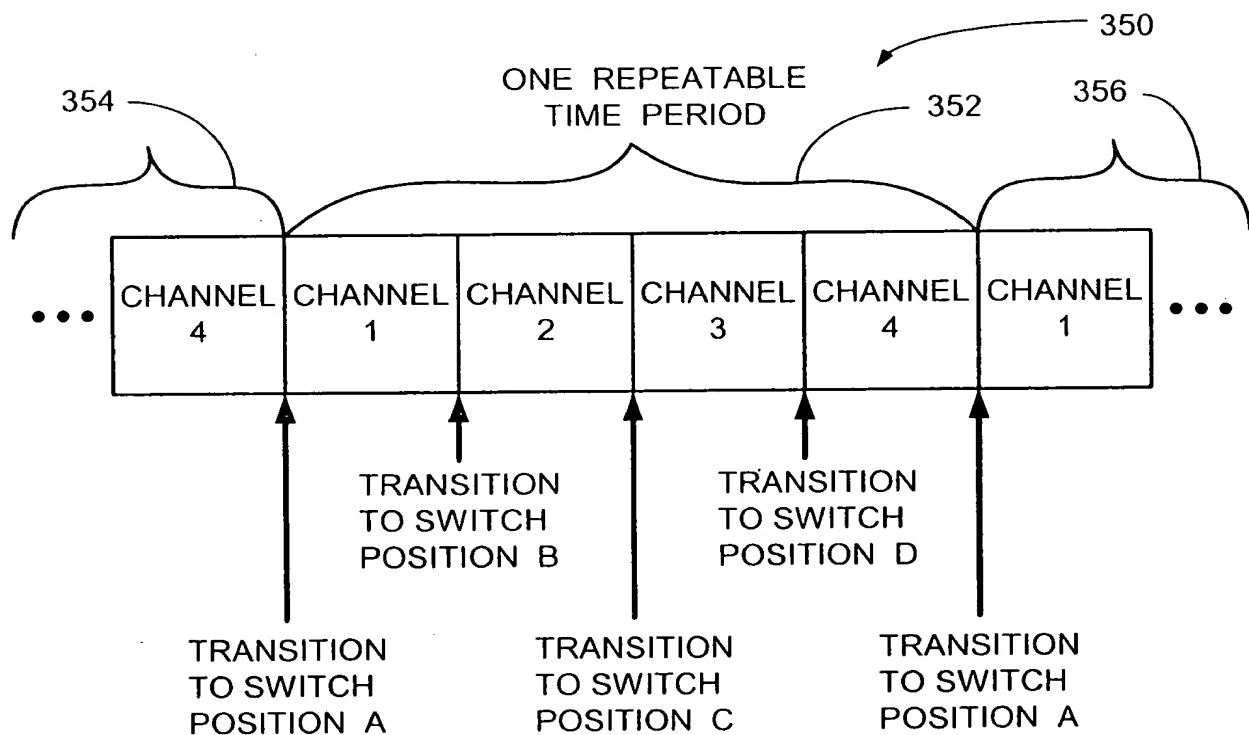 350
ONE REPEATABLE
TIME PERIOD
354
352
356
CHANNEL
4
CHANNEL
1
CHANNEL
2
CHANNEL
3
CHANNEL
4
CHANNEL
1
TRANSITION
TO SWITCH
POSITION B
TRANSITION
TO SWITCH
POSITION D
TRANSITION
TO SWITCH
POSITION A
TRANSITION
TO SWITCH
POSITION C
TRANSITION
TO SWITCH
POSITION A